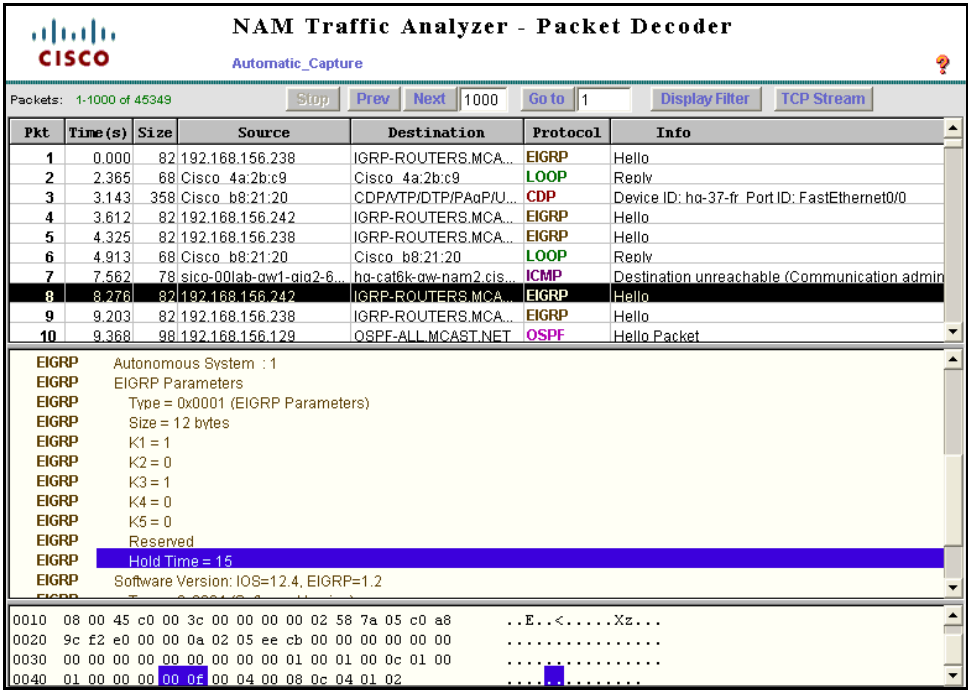 NAM Traffic Analyzer - Packet Decoder
CISCO
Automatic_Capture
?
Packets: 1-1000 of 45349 Stop Prev Next 1000 Go to 1 Display Filter TCP Stream
Pkt Time(s) Size Source Destination Protocol Info
1 0.000 82 192.168.156.238 IGRP-ROUTERS.MCA... EIGRP Hello
2 2.365 68 Cisco_4a:2b:c9 Cisco_4a:2b:c9 LOOP Reply
3 3.143 358 Cisco_b8:21:20 CDP/VTP/DTP/PAgP/U... CDP Device ID: hq-37-fr Port ID: FastEthernet0/0
4 3.612 82 192.168.156.242 IGRP-ROUTERS.MCA... EIGRP Hello
5 4.325 82 192.168.156.238 IGRP-ROUTERS.MCA... EIGRP Hello
6 4.913 68 Cisco_b8:21:20 Cisco_b8:21:20 LOOP Reply
7 7.562 78 sico-00lab-gw1-gig2-6... hq-cat6k-gw-nam2.cis... ICMP Destination unreachable (Communication admin
8 8.276 82 192.168.156.242 IGRP-ROUTERS.MCA... EIGRP Hello
9 9.203 82 192.168.156.238 IGRP-ROUTERS.MCA... EIGRP Hello
10 9.368 98 192.168.156.129 OSPF-ALL.MCAST.NET OSPF Hello Packet
EIGRP Autonomous System : 1
EIGRP EIGRP Parameters
EIGRP Type = 0x0001 (EIGRP Parameters)
EIGRP Size = 12 bytes
EIGRP K1 = 1
EIGRP K2 = 0
EIGRP K3 = 1
EIGRP K4 = 0
EIGRP K5 = 0
EIGRP Reserved
EIGRP Hold Time = 15
EIGRP Software Version: IOS=12.4, EIGRP=1.2
0010 08 00 45 c0 00 3c 00 00 00 00 02 58 7a 05 c0 a8 ..E..<.....Xz...
0020 9c f2 e0 00 00 0a 02 05 ee cb 00 00 00 00 00 00 ................
0030 00 00 00 00 00 00 00 00 00 01 00 01 00 0c 01 00 ................
0040 01 00 00 00 00 0f 00 04 00 08 0c 04 01 02 ..............